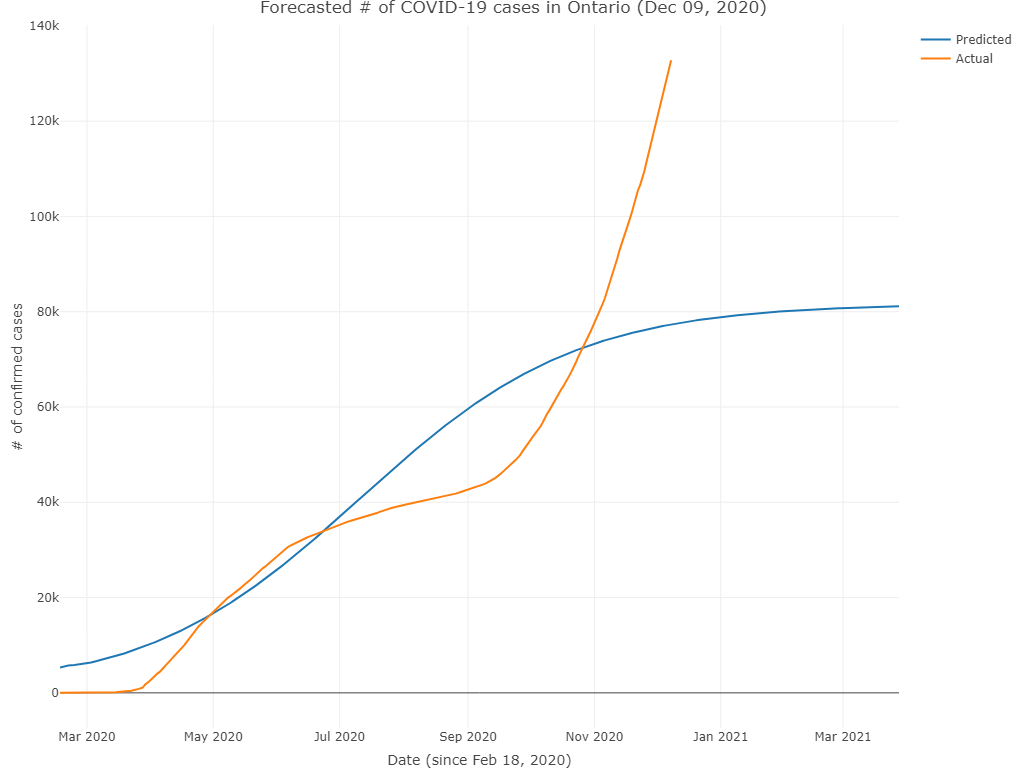 Forecasted # of COVID-19 cases in Ontario (Dec 09, 2020)
Predicted
Actual
140k
120k
100k
80k
60k
40k
20k
0
# of confirmed cases
Mar 2020
May 2020
Jul 2020
Sep 2020
Nov 2020
Jan 2021
Mar 2021
Date (since Feb 18, 2020)